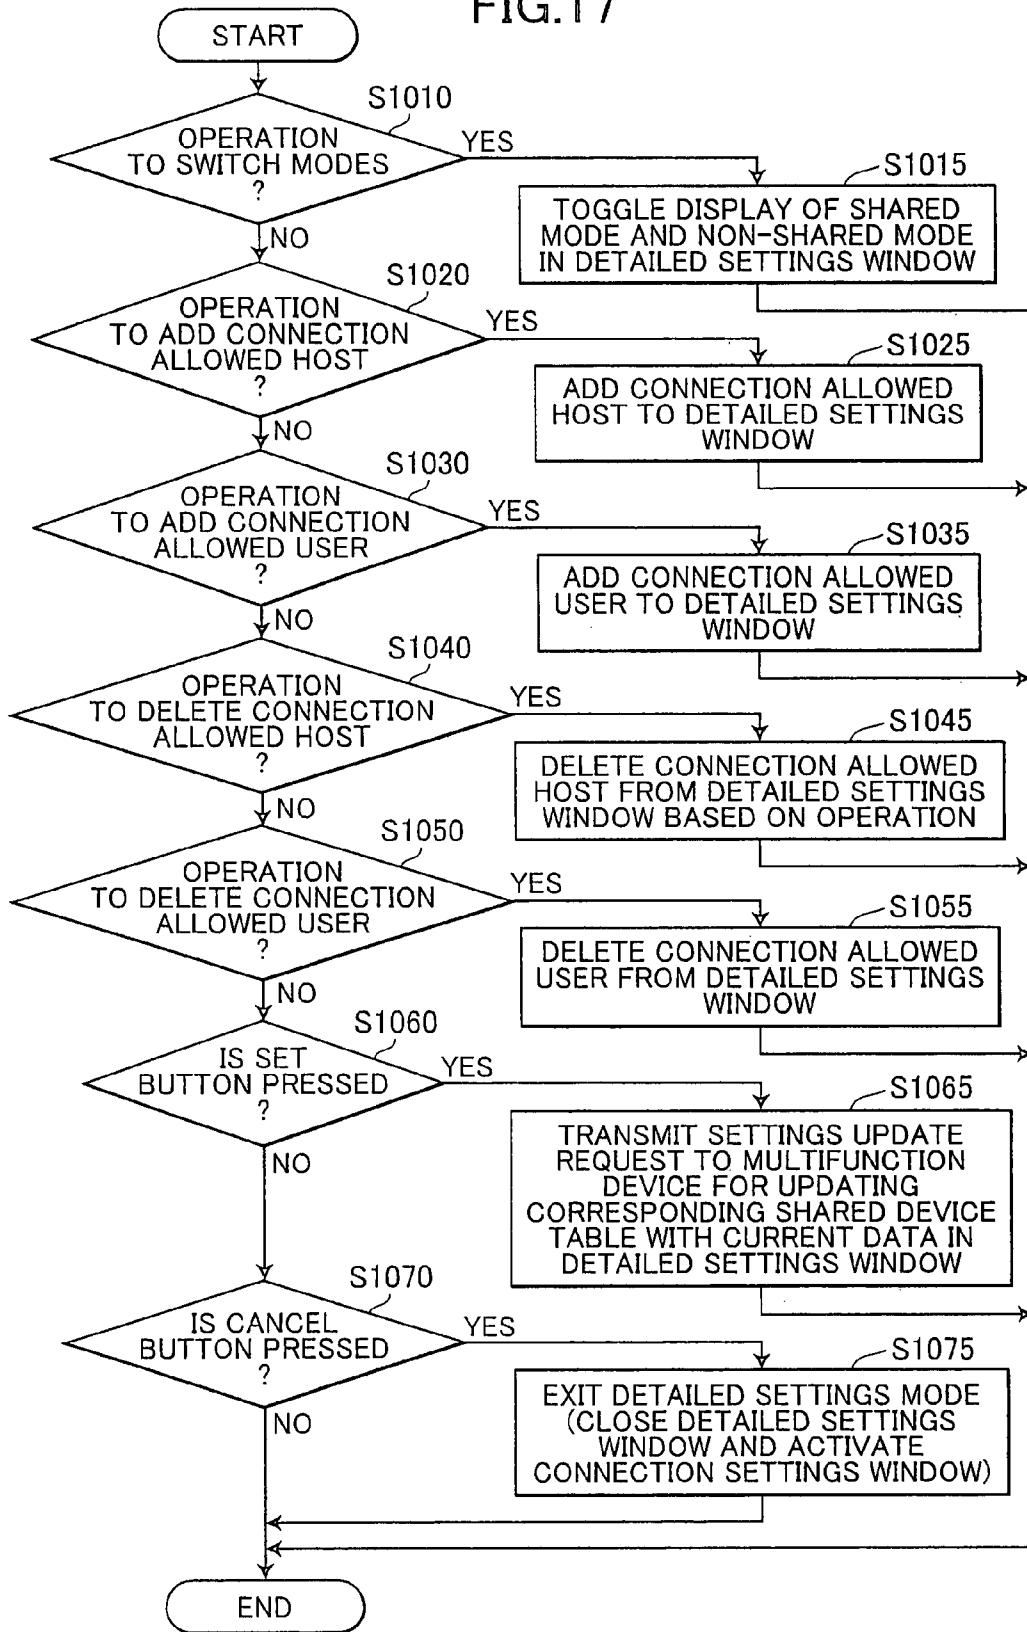 FIG.17
START
S1010
OPERATION
TO SWITCH MODES
?
YES
NO
S1015
TOGGLE DISPLAY OF SHARED
MODE AND NON-SHARED MODE
IN DETAILED SETTINGS WINDOW
S1020
OPERATION
TO ADD CONNECTION
ALLOWED HOST
?
YES
NO
S1025
ADD CONNECTION ALLOWED
HOST TO DETAILED SETTINGS
WINDOW
S1030
OPERATION
TO ADD CONNECTION
ALLOWED USER
?
YES
NO
S1035
ADD CONNECTION ALLOWED
USER TO DETAILED SETTINGS
WINDOW
S1040
OPERATION
TO DELETE CONNECTION
ALLOWED HOST
?
YES
NO
S1045
DELETE CONNECTION ALLOWED
HOST FROM DETAILED SETTINGS
WINDOW BASED ON OPERATION
S1050
OPERATION
TO DELETE CONNECTION
ALLOWED USER
?
YES
NO
S1055
DELETE CONNECTION ALLOWED
USER FROM DETAILED SETTINGS
WINDOW
S1060
IS SET
BUTTON PRESSED
?
YES
NO
S1065
TRANSMIT SETTINGS UPDATE
REQUEST TO MULTIFUNCTION
DEVICE FOR UPDATING
CORRESPONDING SHARED DEVICE
TABLE WITH CURRENT DATA IN
DETAILED SETTINGS WINDOW
S1070
IS CANCEL
BUTTON PRESSED
?
YES
NO
S1075
EXIT DETAILED SETTINGS MODE
(CLOSE DETAILED SETTINGS
WINDOW AND ACTIVATE
CONNECTION SETTINGS WINDOW)
END